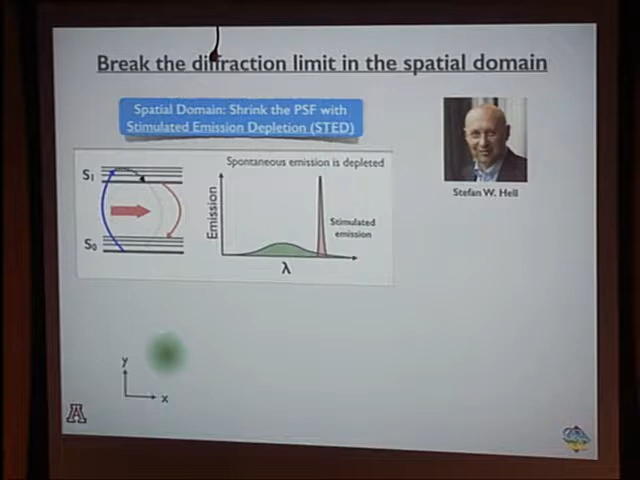 Break the diffraction limit in the spatial domain
Spatial Domain: Shrink the PSF with
Stimulated Emission Depletion (STED)
Spontaneous emission is depleted
S₁
S₀
Emission
Stimulated
emission
λ
Stefan W. Hell
y
x
A